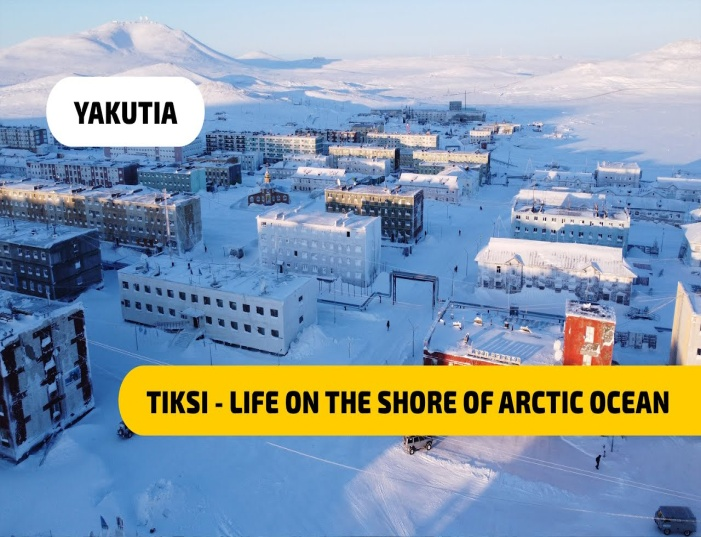 YAKUTIA
TIKSI - LIFE ON THE SHORE OF ARCTIC OCEAN